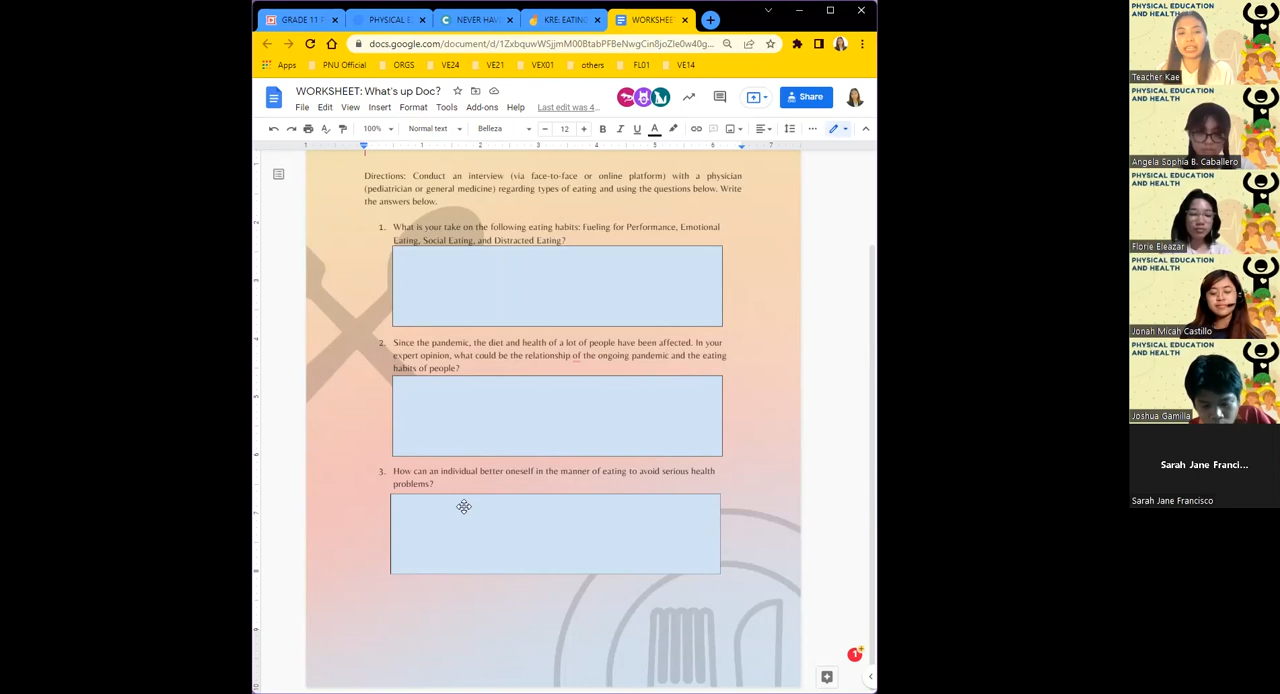 GRADE 11 P
PHYSICAL E
NEVER HAV
KRE: EATIN
WORKSHEE
docs.google.com/document/d/1ZxbquwWSjjmM00BtabPFBeNwgCin8joZIe0w40g...
Apps
PNU Official
ORGS
VE24
VE21
VEX01
others
FL01
VE14
WORKSHEET: What's up Doc?
File Edit View Insert Format Tools Add-ons Help Last edit was 4...
Share
100% Normal text Belleza 12 B I U A
Directions: Conduct an interview (via face-to-face or online platform) with a physician
(pediatrician or general medicine) regarding types of eating and using the questions below. Write
the answers below.
1. What is your take on the following eating habits: Fueling for Performance, Emotional
Eating, Social Eating, and Distracted Eating?
2. Since the pandemic, the diet and health of a lot of people have been affected. In your
expert opinion, what could be the relationship of the ongoing pandemic and the eating
habits of people?
3. How can an individual better oneself in the manner of eating to avoid serious health
problems?
1
PHYSICAL EDUCATION
AND HEALTH
Teacher Kae
PHYSICAL EDUCATION
AND HEALTH
Angela Sophia B. Caballero
PHYSICAL EDUCATION
AND HEALTH
Florie Eleazar
PHYSICAL EDUCATION
AND HEALTH
Jonah Micah Castillo
PHYSICAL EDUCATION
AND HEALTH
Joshua Gamilla
Sarah Jane Franci...
Sarah Jane Francisco